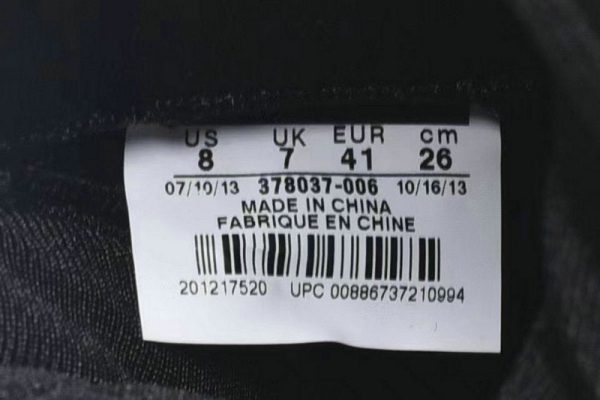 US UK EUR cm
8 7 41 26
07/10/13 378037-006 10/16/13
MADE IN CHINA
FABRIQUE EN CHINE
201217520 UPC 00886737210994